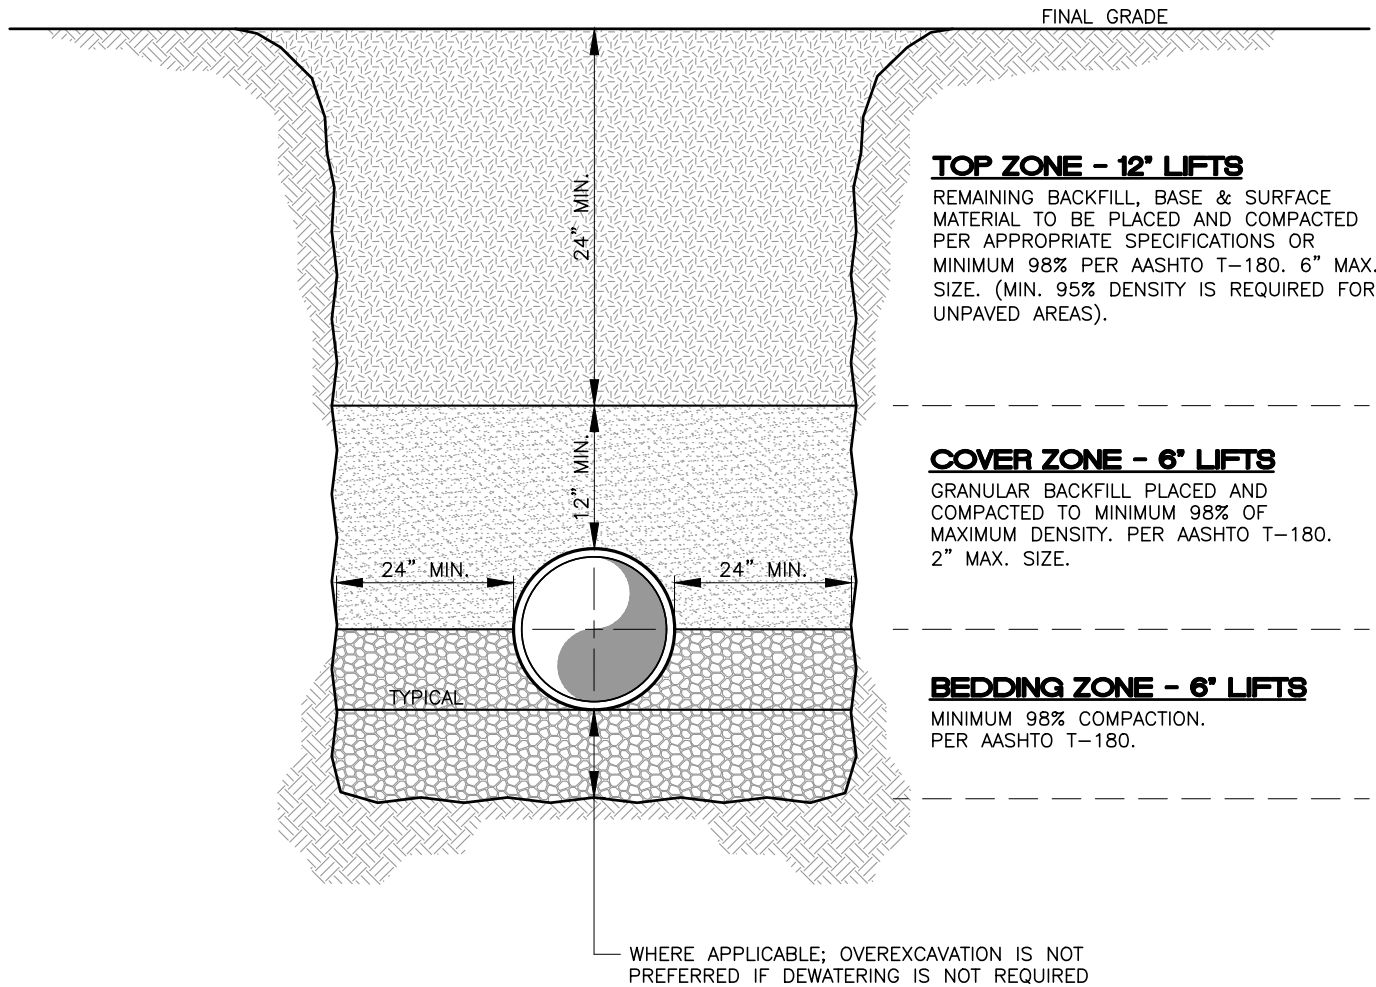 FINAL GRADE
24” MIN.
TOP ZONE - 12” LIFTS
REMAINING BACKFILL, BASE & SURFACE
MATERIAL TO BE PLACED AND COMPACTED
PER APPROPRIATE SPECIFICATIONS OR
MINIMUM 98% PER AASHTO T-180. 6” MAX.
SIZE. (MIN. 95% DENSITY IS REQUIRED FOR
UNPAVED AREAS).
12” MIN.
COVER ZONE - 6” LIFTS
GRANULAR BACKFILL PLACED AND
COMPACTED TO MINIMUM 98% OF
MAXIMUM DENSITY. PER AASHTO T-180.
2” MAX. SIZE.
24” MIN.
24” MIN.
TYPICAL
BEDDING ZONE - 6” LIFTS
MINIMUM 98% COMPACTION.
PER AASHTO T-180.
WHERE APPLICABLE; OVEREXCAVATION IS NOT
PREFERRED IF DEWATERING IS NOT REQUIRED